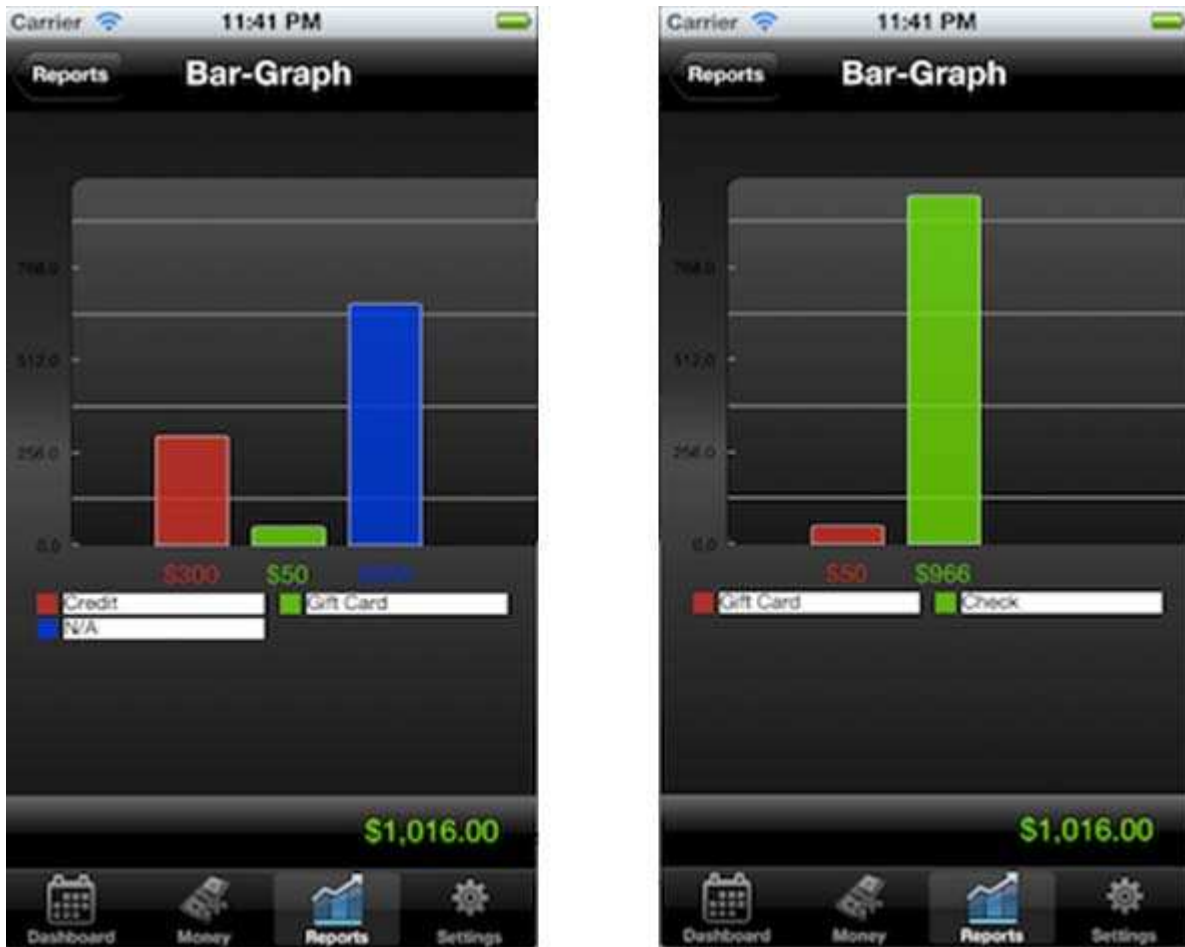 Carrier 11:41 PM
Reports Bar-Graph
768.0
512.0
256.0
0.0
$300 $50
Credit Gift Card
N/A
$1,016.00
Dashboard Money Reports Settings
Carrier 11:41 PM
Reports Bar-Graph
768.0
512.0
256.0
0.0
$50 $966
Gift Card Check
$1,016.00
Dashboard Money Reports Settings